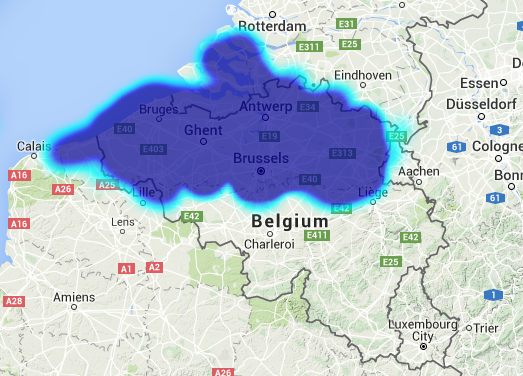 Rotterdam
E31
E311
E25
Eindhoven
Essen
Düsseldorf
Bruges
Antwerp
E34
E40
Ghent
E19
E25
3
Calais
E403
Brussels
E313
61
Cologne
A16
A26
A25
Lille
E40
Liège
Aachen
Bonn
61
A16
Lens
E42
Belgium
E42
Charleroi
E411
E42
E25
A1
A2
Amiens
A28
1
Luxembourg
City
Trier
A26